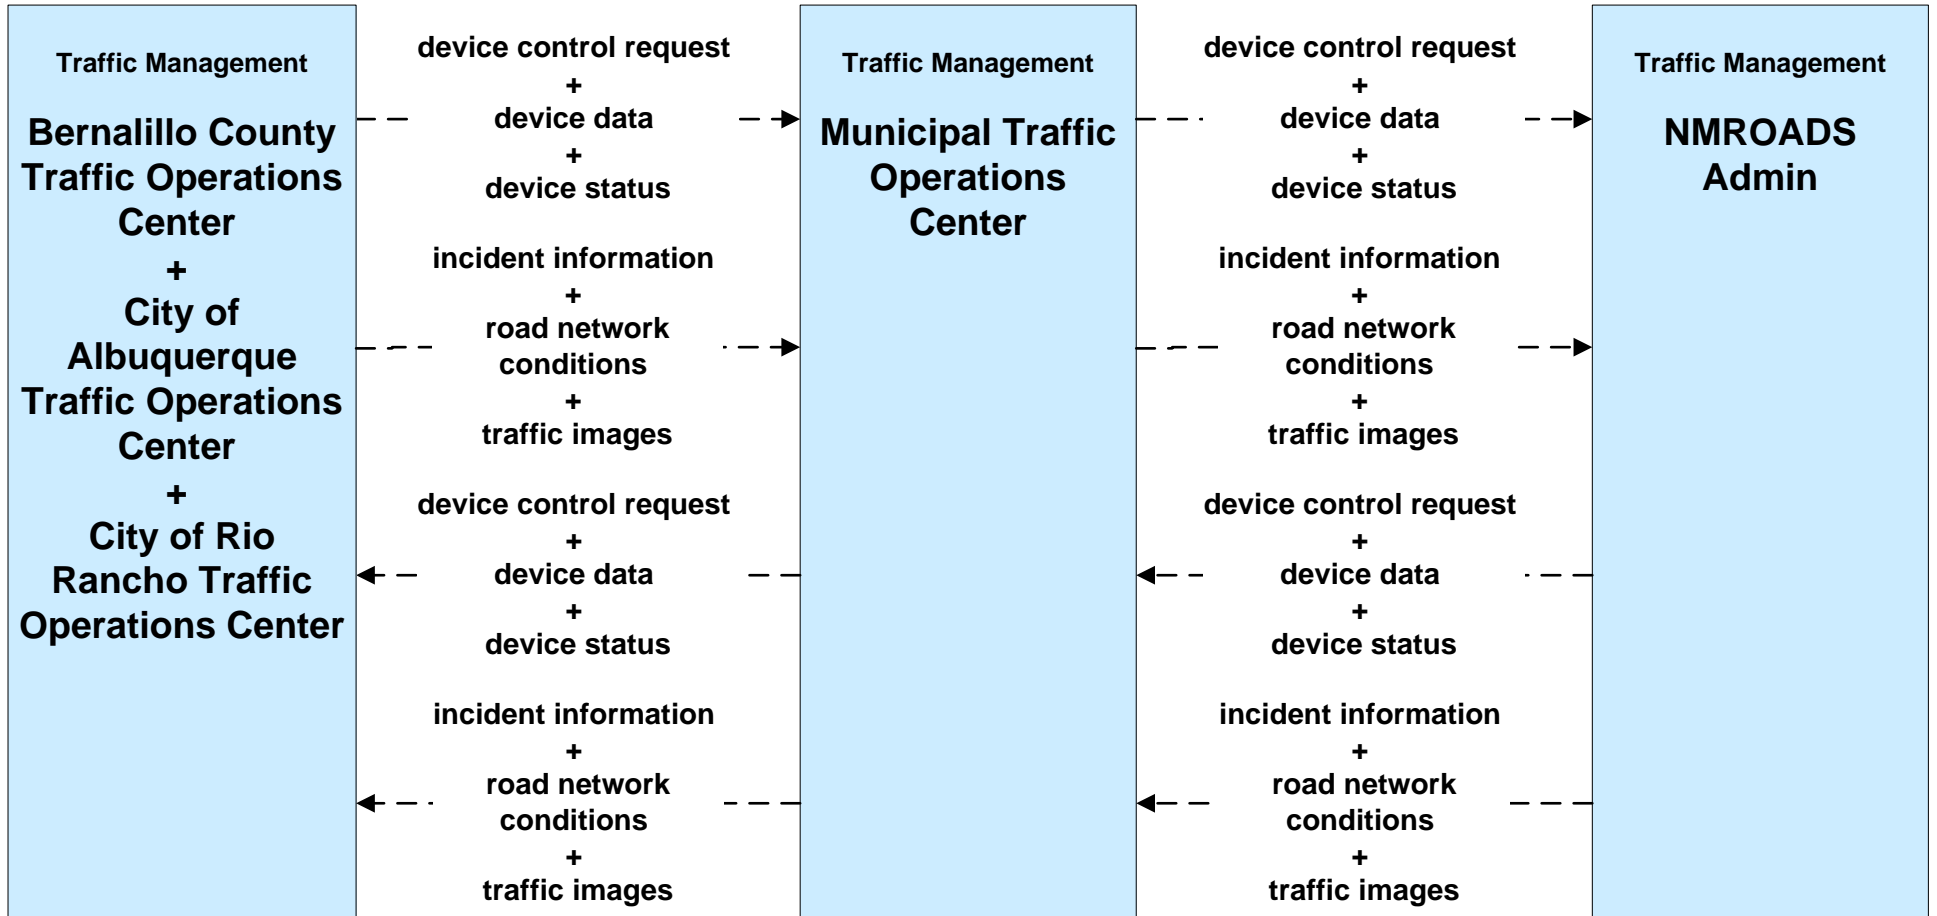 Traffic Management
Bernalillo County
Traffic Operations
Center
+
City of
Albuquerque
Traffic Operations
Center
+
City of Rio
Rancho Traffic
Operations Center
device control request
+
device data
+
device status
incident information
+
road network
conditions
+
traffic images
device control request
+
device data
+
device status
incident information
+
road network
conditions
+
traffic images
Traffic Management
Municipal Traffic
Operations
Center
device control request
+
device data
+
device status
incident information
+
road network
conditions
+
traffic images
device control request
+
device data
+
device status
incident information
+
road network
conditions
+
traffic images
Traffic Management
NMROADS
Admin